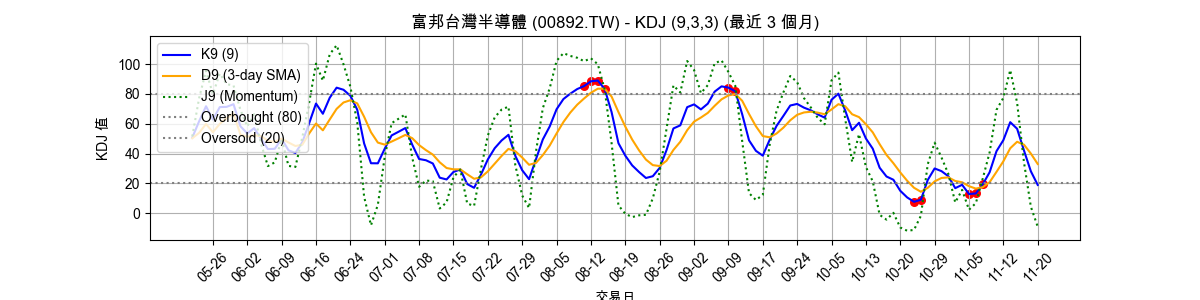 富邦台灣半導體 (00892.TW) - KDJ (9,3,3) (最近 3 個月)
K9 (9)
D9 (3-day SMA)
J9 (Momentum)
Overbought (80)
Oversold (20)
KDJ 值
100
80
60
40
20
0
05-26 06-02 06-09 06-16 06-24 07-01 07-08 07-15 07-22 07-29 08-05 08-12 08-19 08-26 09-02 09-09 09-17 09-24 10-05 10-13 10-20 10-29 11-05 11-12 11-20
交易日